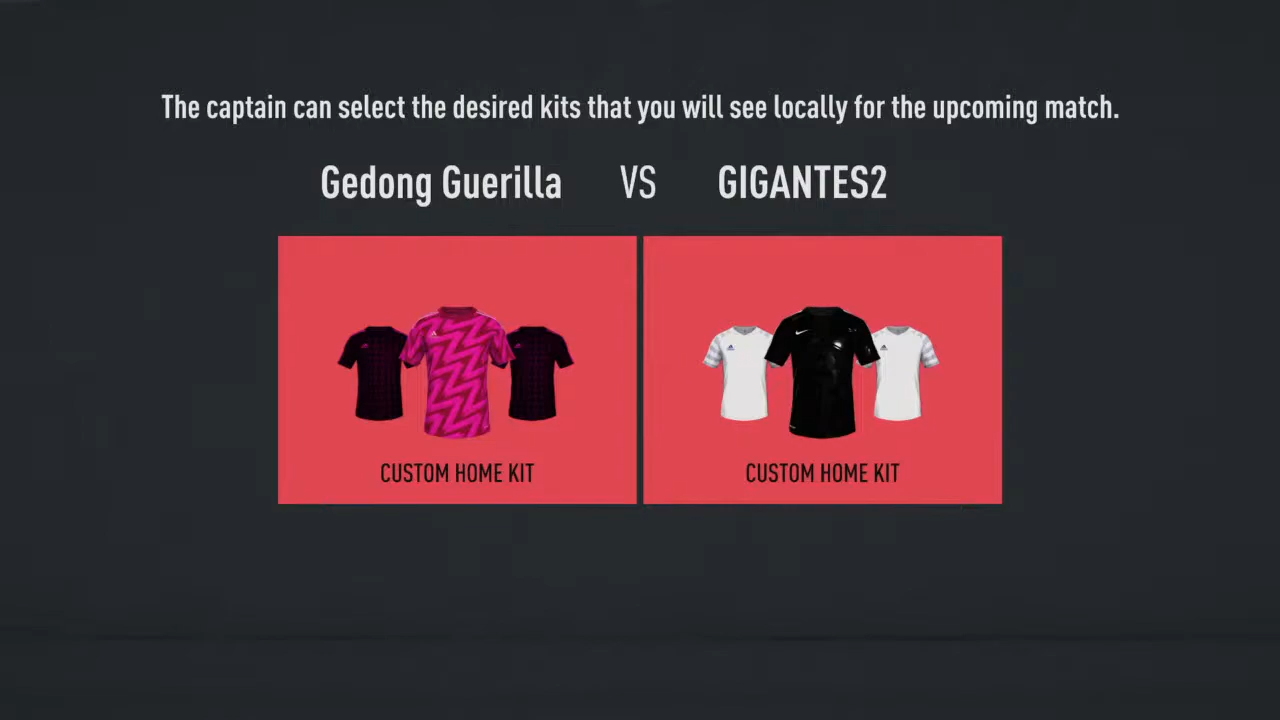 The captain can select the desired kits that you will see locally for the upcoming match.
Gedong Guerilla VS GIGANTES2
CUSTOM HOME KIT CUSTOM HOME KIT